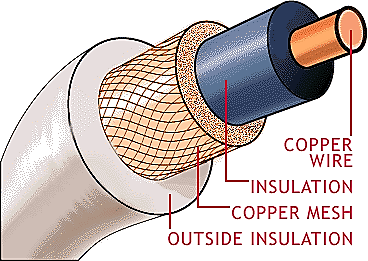 COPPER
WIRE
INSULATION
COPPER MESH
OUTSIDE INSULATION